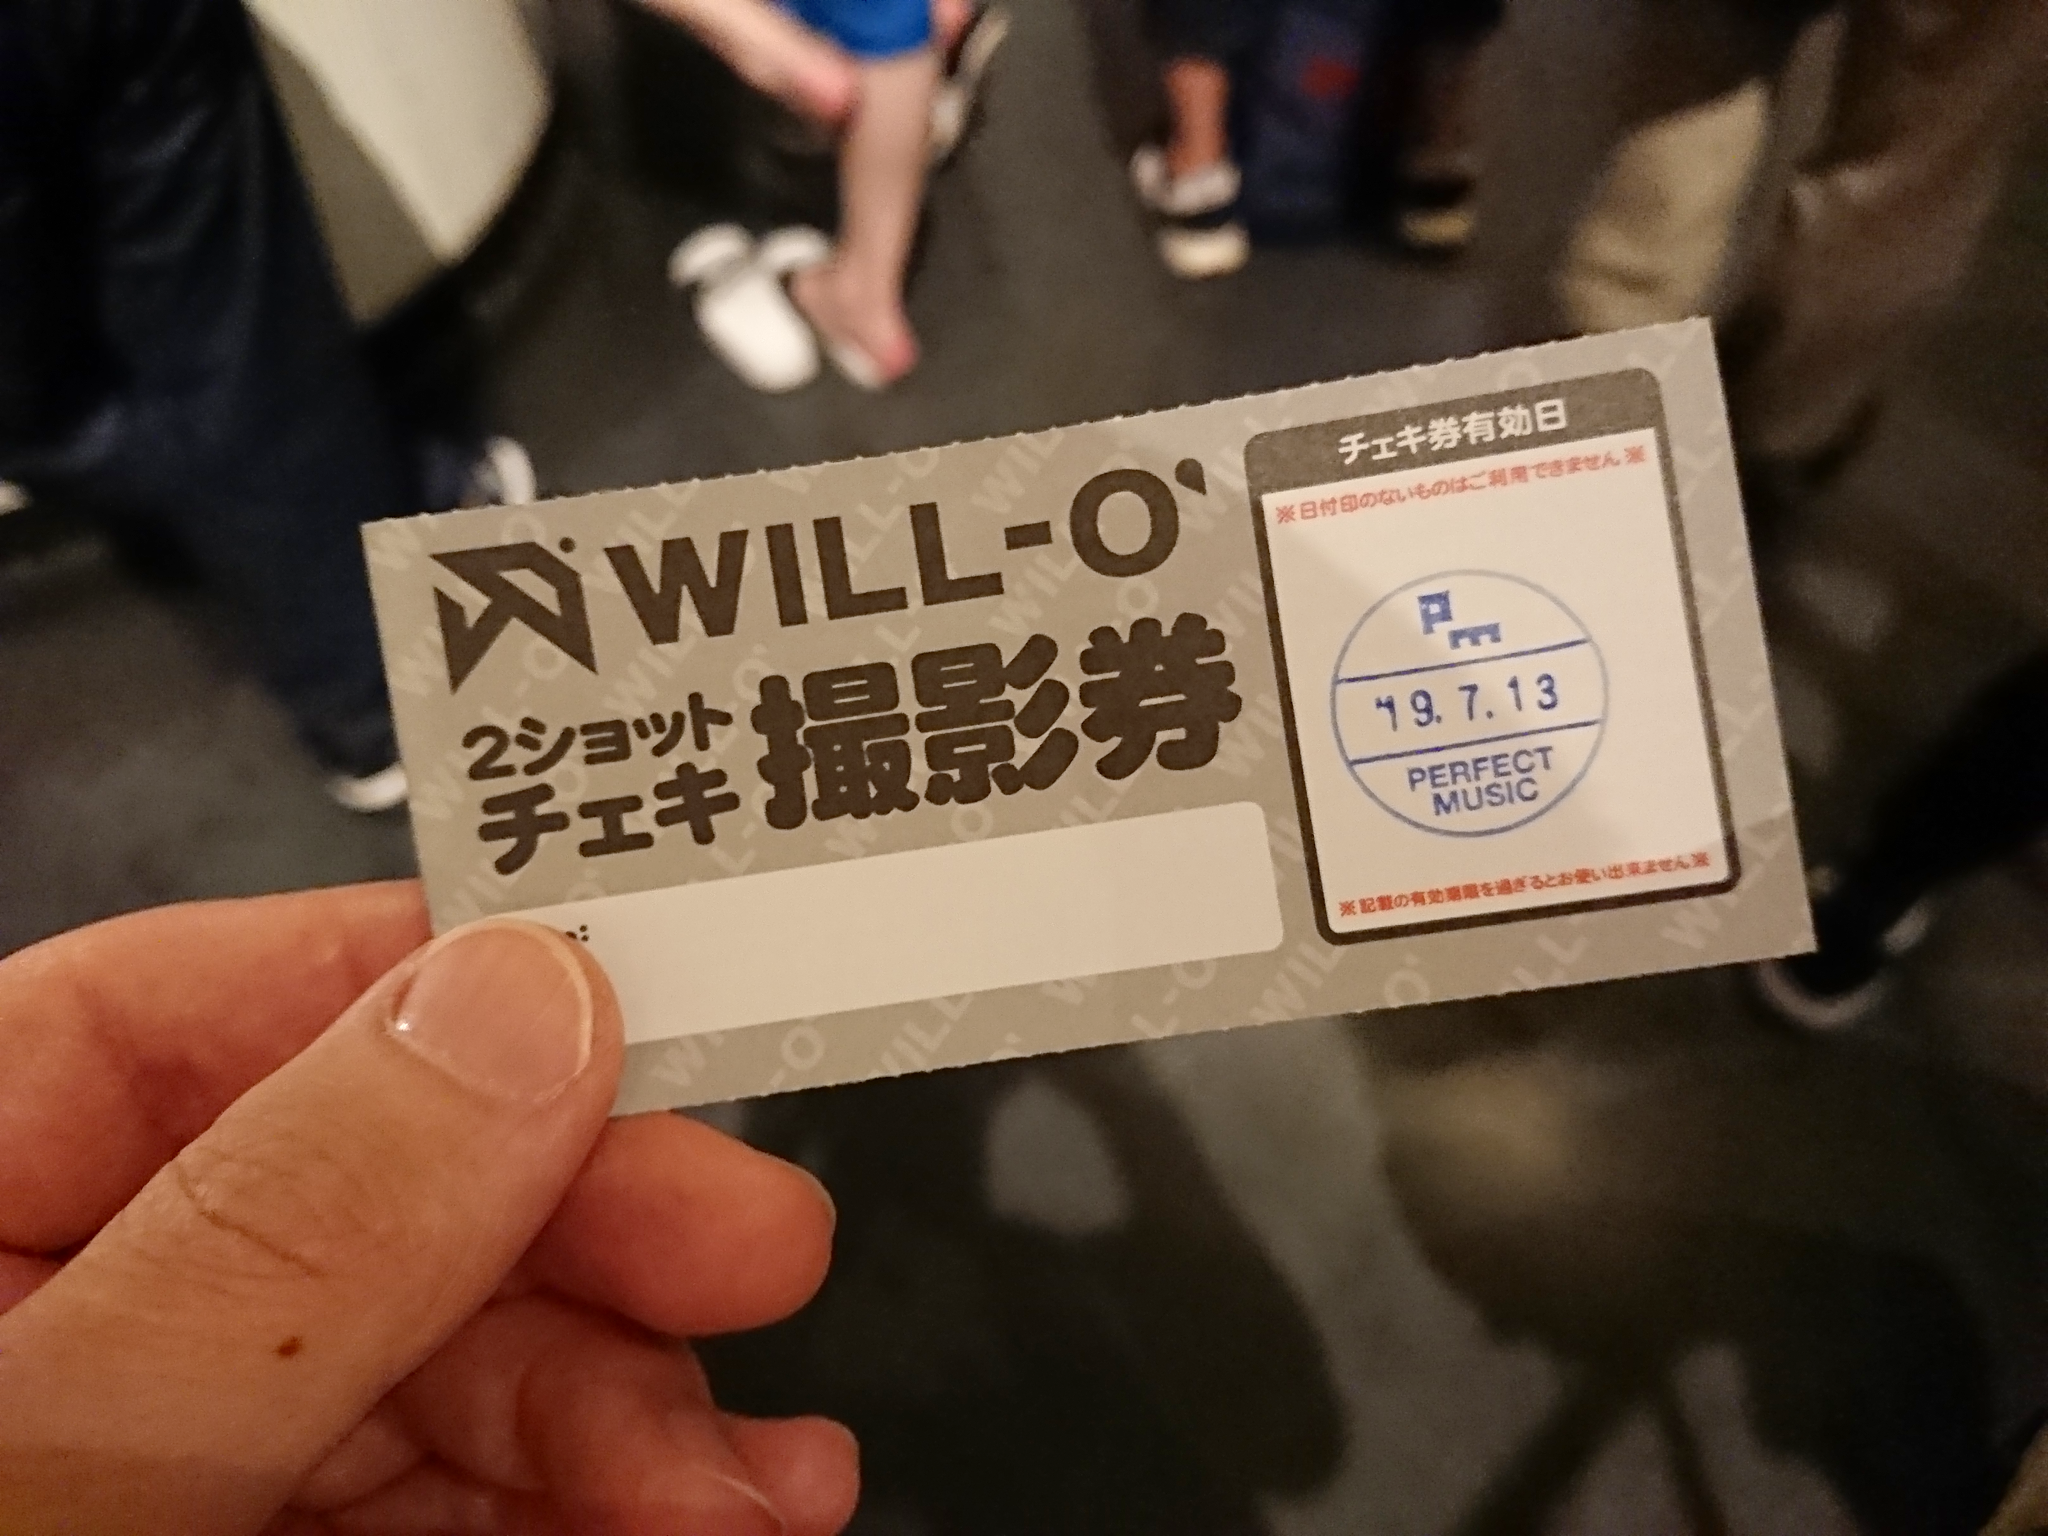 WILL-O'
2ショット
チェキ
撮影券
チェキ券有効日
※日付印のないものはご利用できません※
Pm
'19.7.13
PERFECT
MUSIC
※記載の有効期限を過ぎるとお使い出来ません※